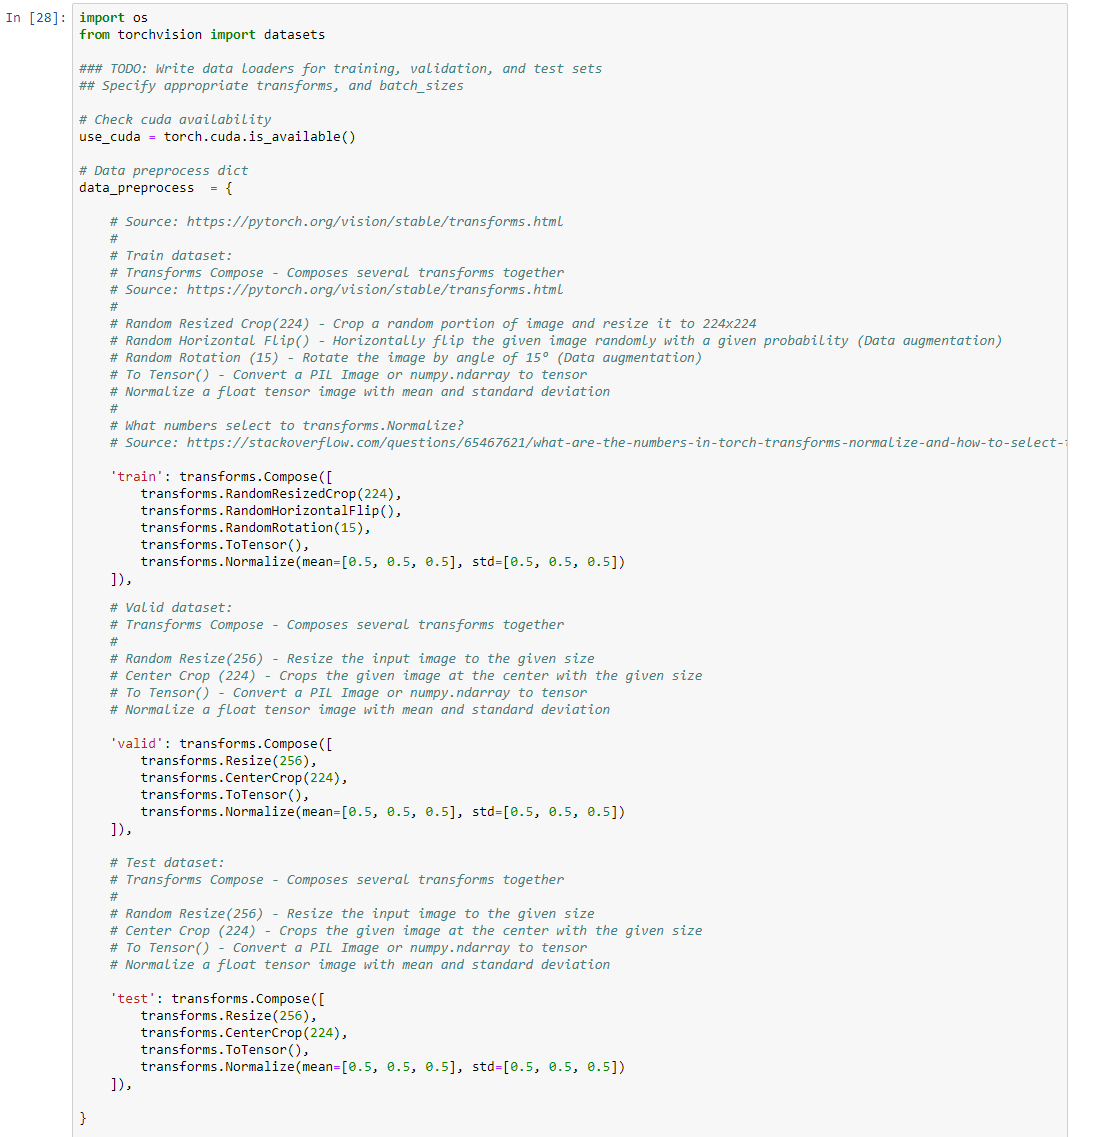 In [28]:
import os
from torchvision import datasets
### TODO: Write data loaders for training, validation, and test sets
## Specify appropriate transforms, and batch_sizes
# Check cuda availability
use_cuda = torch.cuda.is_available()
# Data preprocess dict
data_preprocess  = {
    # Source: https://pytorch.org/vision/stable/transforms.html
    #
    # Train dataset:
    # Transforms Compose - Composes several transforms together
    # Source: https://pytorch.org/vision/stable/transforms.html
    #
    # Random Resized Crop(224) - Crop a random portion of image and resize it to 224x224
    # Random Horizontal Flip() - Horizontally flip the given image randomly with a given probability (Data augmentation)
    # Random Rotation (15) - Rotate the image by angle of 15º (Data augmentation)
    # To Tensor() - Convert a PIL Image or numpy.ndarray to tensor
    # Normalize a float tensor image with mean and standard deviation
    #
    # What numbers select to transforms.Normalize?
    # Source: https://stackoverflow.com/questions/65467621/what-are-the-numbers-in-torch-transforms-normalize-and-how-to-select-
    'train': transforms.Compose([
        transforms.RandomResizedCrop(224),
        transforms.RandomHorizontalFlip(),
        transforms.RandomRotation(15),
        transforms.ToTensor(),
        transforms.Normalize(mean=[0.5, 0.5, 0.5], std=[0.5, 0.5, 0.5])
    ]),
    # Valid dataset:
    # Transforms Compose - Composes several transforms together
    #
    # Random Resize(256) - Resize the input image to the given size
    # Center Crop (224) - Crops the given image at the center with the given size
    # To Tensor() - Convert a PIL Image or numpy.ndarray to tensor
    # Normalize a float tensor image with mean and standard deviation
    'valid': transforms.Compose([
        transforms.Resize(256),
        transforms.CenterCrop(224),
        transforms.ToTensor(),
        transforms.Normalize(mean=[0.5, 0.5, 0.5], std=[0.5, 0.5, 0.5])
    ]),
    # Test dataset:
    # Transforms Compose - Composes several transforms together
    #
    # Random Resize(256) - Resize the input image to the given size
    # Center Crop (224) - Crops the given image at the center with the given size
    # To Tensor() - Convert a PIL Image or numpy.ndarray to tensor
    # Normalize a float tensor image with mean and standard deviation
    'test': transforms.Compose([
        transforms.Resize(256),
        transforms.CenterCrop(224),
        transforms.ToTensor(),
        transforms.Normalize(mean=[0.5, 0.5, 0.5], std=[0.5, 0.5, 0.5])
    ]),
}